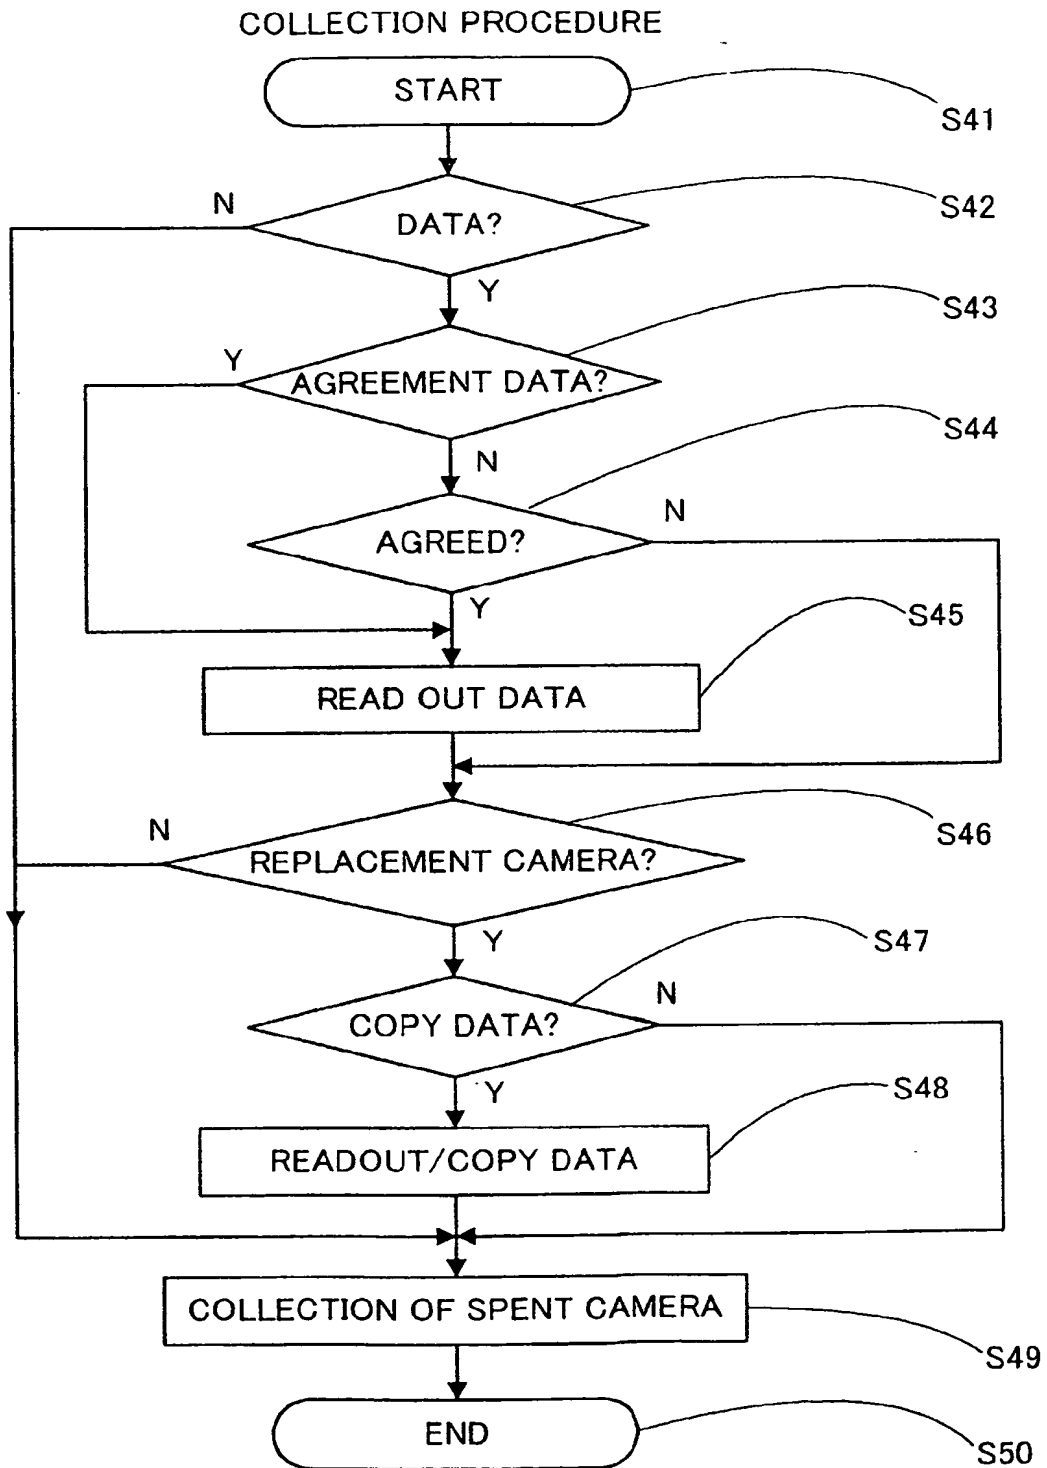 COLLECTION PROCEDURE
START
S41
N
DATA?
S42
Y
S43
Y
AGREEMENT DATA?
S44
N
AGREED?
N
Y
S45
READ OUT DATA
N
REPLACEMENT CAMERA?
S46
Y
S47
COPY DATA?
N
Y
S48
READOUT/COPY DATA
COLLECTION OF SPENT CAMERA
S49
END
S50